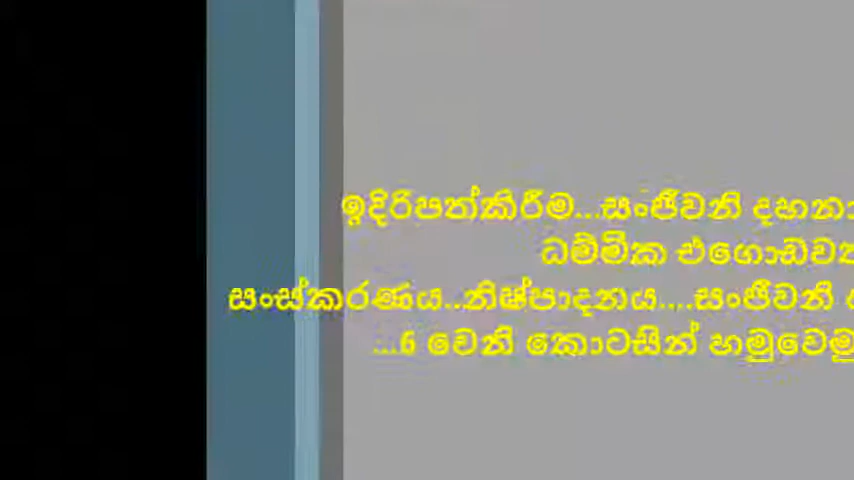 ඉදිරිපත්කිරීම...සංජීවනි
ධම්මික
සංස්කරණය..නිෂ්පාදනය....සංජීවනී
...6 වෙනි කොටසින් හමුවෙමු